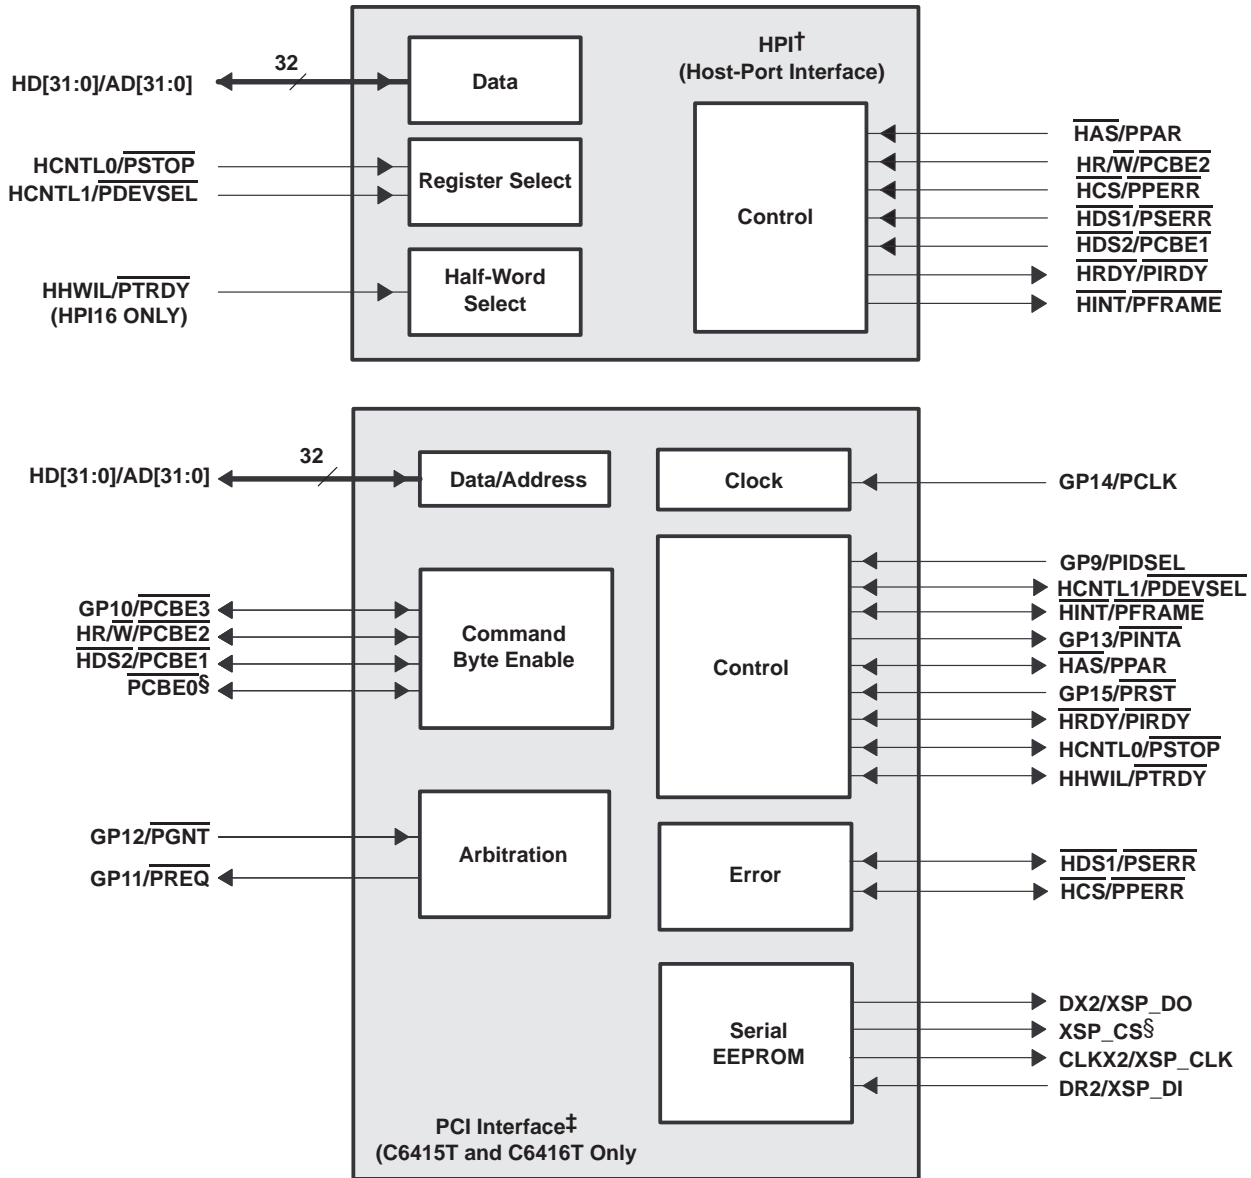 HPI†
(Host-Port Interface)
HD[31:0]/AD[31:0]
32
Data
HCNTL0/PSTOP
HCNTL1/PDEVSEL
Register Select
HHWIL/PTRDY
(HPI16 ONLY)
Half-Word
Select
Control
HAS/PPAR
HR/W/PCBE2
HCS/PPERR
HDS1/PSERR
HDS2/PCBE1
HRDY/PIRDY
HINT/PFRAME
HD[31:0]/AD[31:0]
32
Data/Address
Clock
GP14/PCLK
GP10/PCBE3
HR/W/PCBE2
HDS2/PCBE1
PCBE0§
Command
Byte Enable
Control
GP9/PIDSEL
HCNTL1/PDEVSEL
HINT/PFRAME
GP13/PINTA
HAS/PPAR
GP15/PRST
HRDY/PIRDY
HCNTL0/PSTOP
HHWIL/PTRDY
GP12/PGNT
GP11/PREQ
Arbitration
Error
HDS1/PSERR
HCS/PPERR
Serial
EEPROM
DX2/XSP_DO
XSP_CS§
CLKX2/XSP_CLK
DR2/XSP_DI
PCI Interface‡
(C6415T and C6416T Only